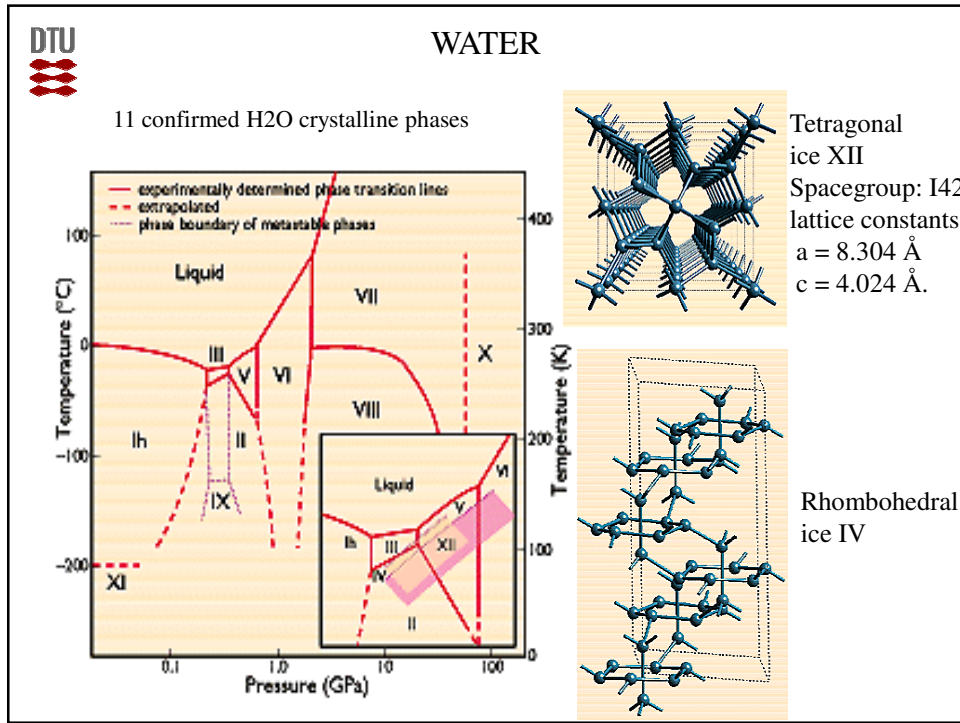 DTU
WATER
11 confirmed H2O crystalline phases
experimentally determined phase transition lines
extrapolated
phase boundary of metastable phases
Temperature (°C)
100
0
-100
-200
Liquid
III
V
VI
VII
VIII
X
Ih
II
IX
XI
Temperature (K)
400
300
200
100
0
Liquid
Ih
III
IV
V
VI
XII
II
0.1
1.0
10
100
Pressure (GPa)
Tetragonal
ice XII
Spacegroup: I42
lattice constants
a = 8.304 Å
c = 4.024 Å.
Rhombohedral
ice IV